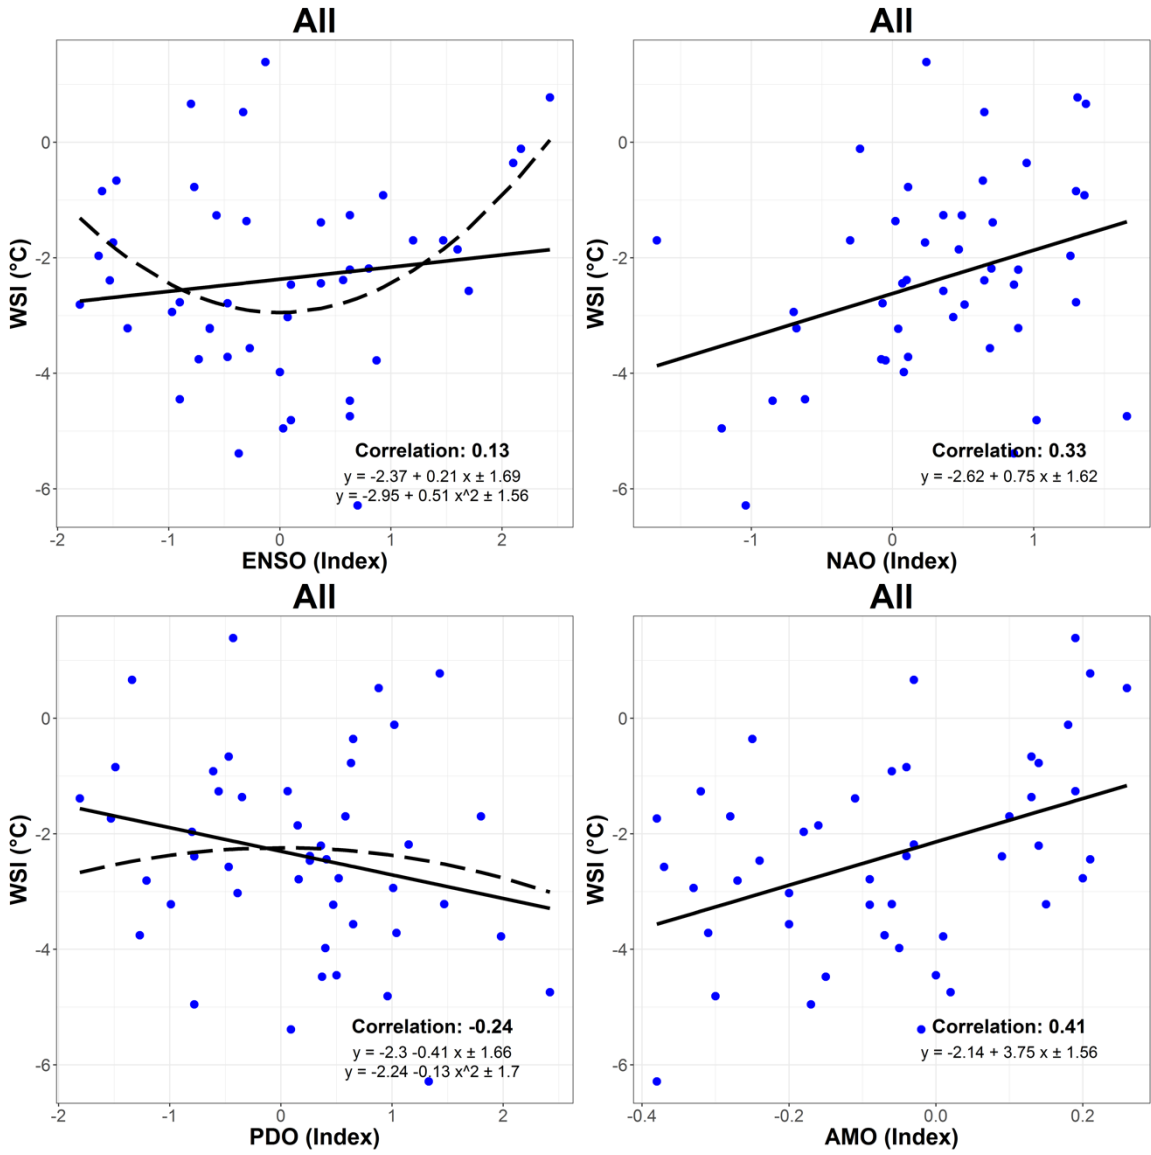 All
0
-2
-4
-6
WSI (°C)
Correlation: 0.13
y = -2.37 + 0.21 x ± 1.69
y = -2.95 + 0.51 x^2 ± 1.56
-2 -1 0 1 2
ENSO (Index)
All
0
-2
-4
-6
WSI (°C)
Correlation: 0.33
y = -2.62 + 0.75 x ± 1.62
-1 0 1
NAO (Index)
All
0
-2
-4
-6
WSI (°C)
Correlation: -0.24
y = -2.3 -0.41 x ± 1.66
y = -2.24 -0.13 x^2 ± 1.7
-2 -1 0 1 2
PDO (Index)
All
0
-2
-4
-6
WSI (°C)
Correlation: 0.41
y = -2.14 + 3.75 x ± 1.56
-0.4 -0.2 0.0 0.2
AMO (Index)